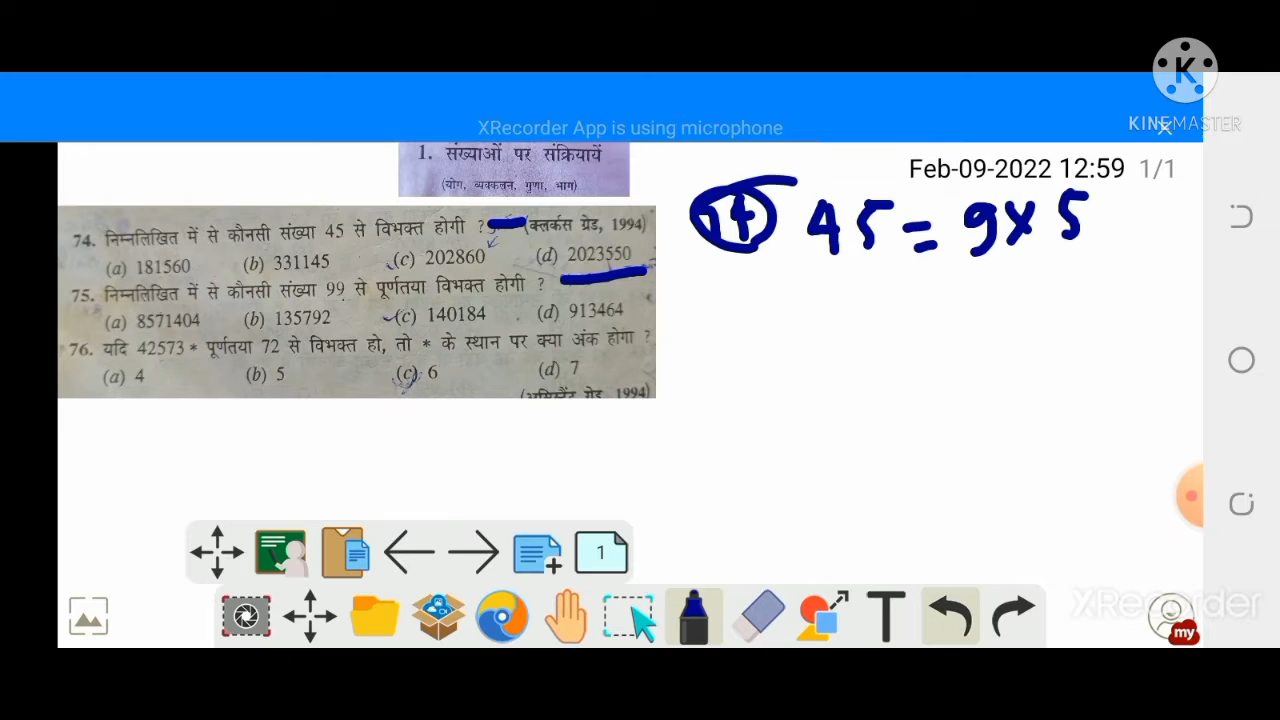 K
KINEMASTER
XRecorder App is using microphone
1. संख्याओं पर संक्रियायें
(योग, व्यवकलन, गुणा, भाग)
Feb-09-2022 12:59 1/1
74. निम्नलिखित में से कौनसी संख्या 45 से विभक्त होगी ? (क्लर्कस ग्रेड, 1994)
(a) 181560 (b) 331145 (c) 202860 (d) 2023550
75. निम्नलिखित में से कौनसी संख्या 99 से पूर्णतया विभक्त होगी ?
(a) 8571404 (b) 135792 (c) 140184 (d) 913464
76. यदि 42573 * पूर्णतया 72 से विभक्त हो, तो * के स्थान पर क्या अंक होगा ?
(a) 4 (b) 5 (c) 6 (d) 7
74 45 = 9 x 5
1
T
XRecorder
my